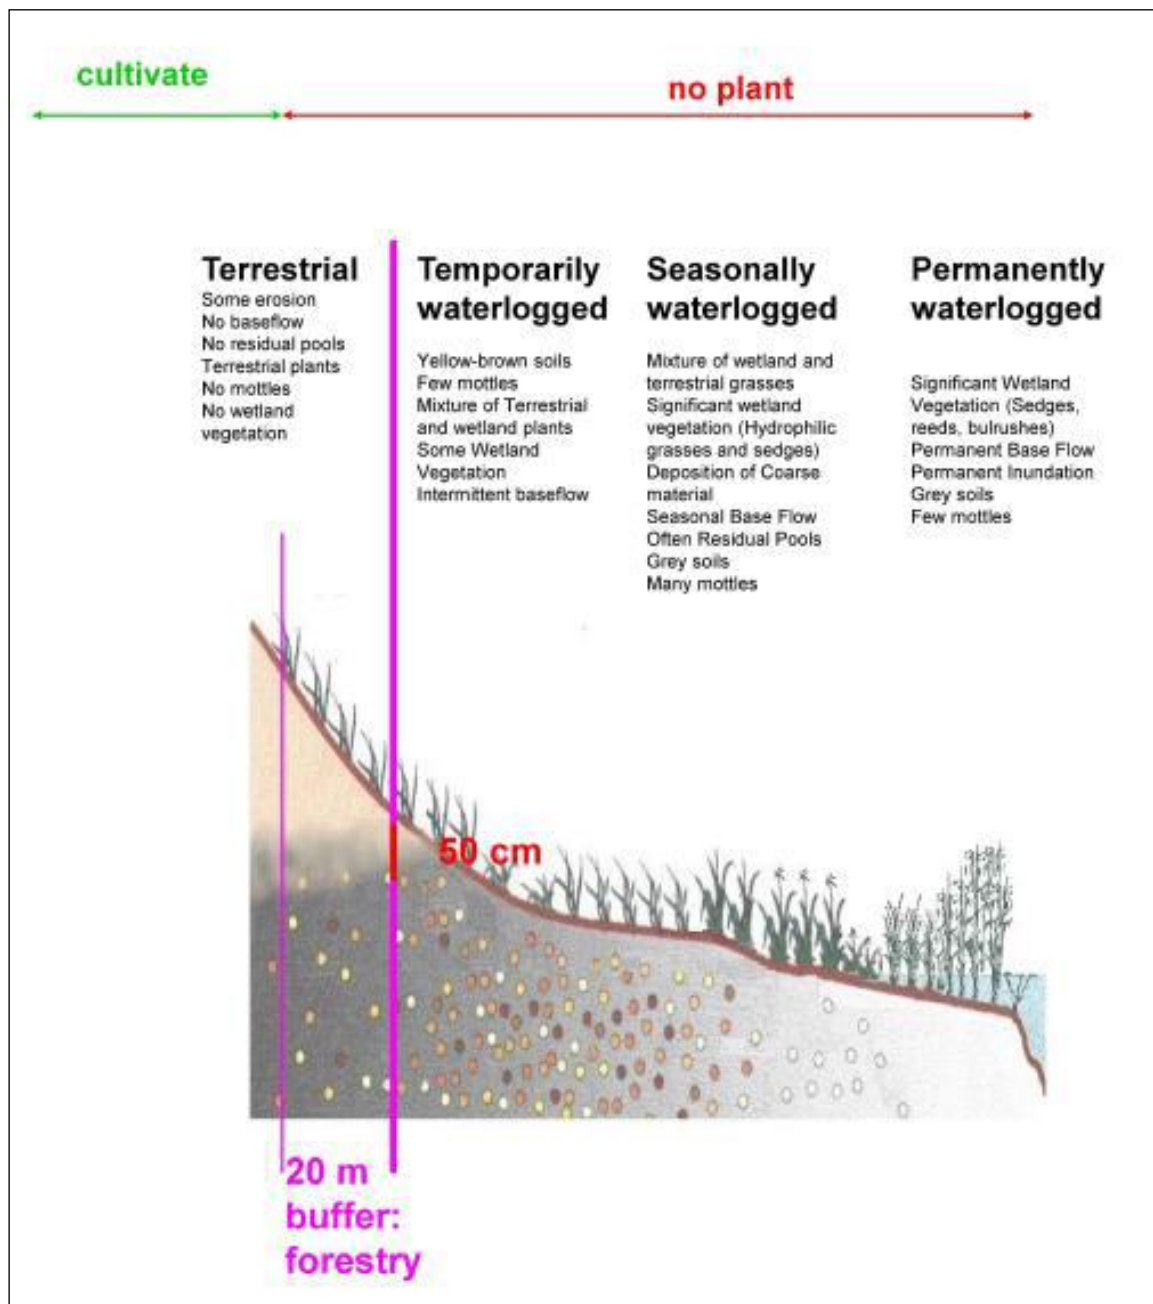 cultivate
no plant
Terrestrial
Some erosion
No baseflow
No residual pools
Terrestrial plants
No mottles
No wetland
vegetation
Temporarily
waterlogged
Yellow-brown soils
Few mottles
Mixture of Terrestrial
and wetland plants
Some Wetland
Vegetation
Intermittent baseflow
Seasonally
waterlogged
Mixture of wetland and
terrestrial grasses
Significant wetland
vegetation (Hydrophilic
grasses and sedges)
Deposition of Coarse
material
Seasonal Base Flow
Often Residual Pools
Grey soils
Many mottles
Permanently
waterlogged
Significant Wetland
Vegetation (Sedges,
reeds, bulrushes)
Permanent Base Flow
Permanent Inundation
Grey soils
Few mottles
50 cm
20 m
buffer:
forestry